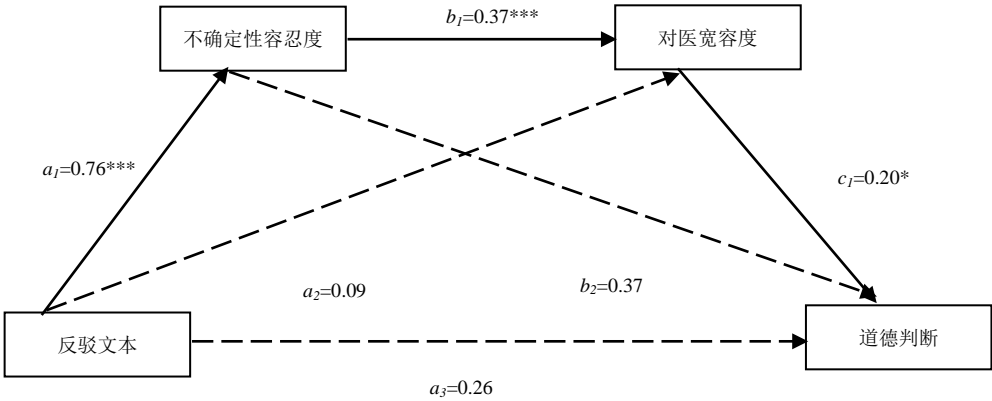 b₁=0.37***
不确定性容忍度
对医宽容度
a₁=0.76***
c₁=0.20*
a₂=0.09
b₂=0.37
反驳文本
道德判断
a₃=0.26